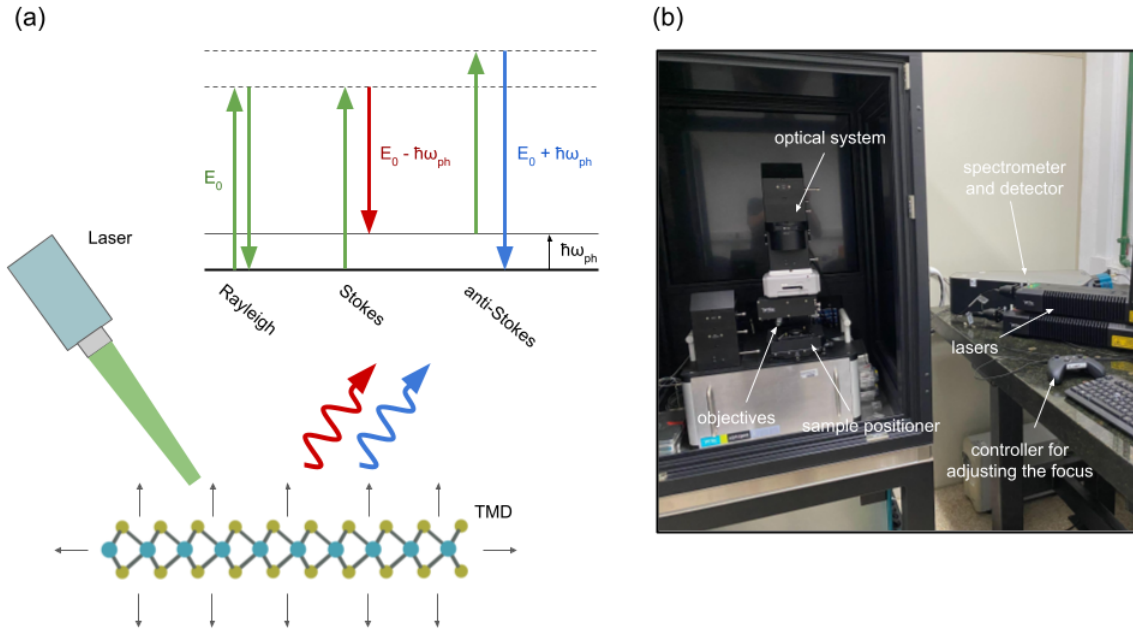 (a)
E₀
E₀ - ħωₚₕ
E₀ + ħωₚₕ
ħωₚₕ
Rayleigh
Stokes
anti-Stokes
Laser
TMD
(b)
optical system
spectrometer
and detector
lasers
objectives
sample positioner
controller for
adjusting the focus